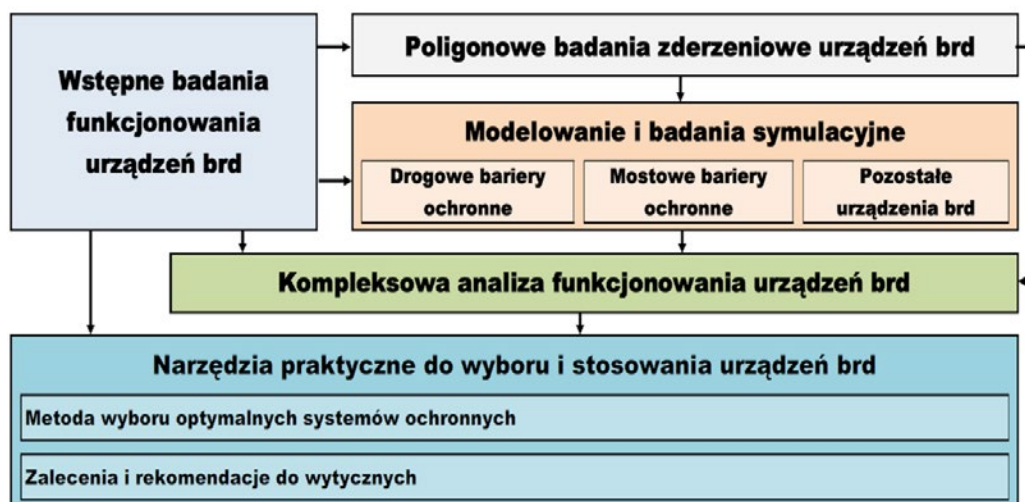 Wstępne badania
funkcjonowania
urządzeń brd
Poligonowe badania zderzeniowe urządzeń brd
Modelowanie i badania symulacyjne
Drogowe bariery
ochronne
Mostowe bariery
ochronne
Pozostałe
urządzenia brd
Kompleksowa analiza funkcjonowania urządzeń brd
Narzędzia praktyczne do wyboru i stosowania urządzeń brd
Metoda wyboru optymalnych systemów ochronnych
Zalecenia i rekomendacje do wytycznych